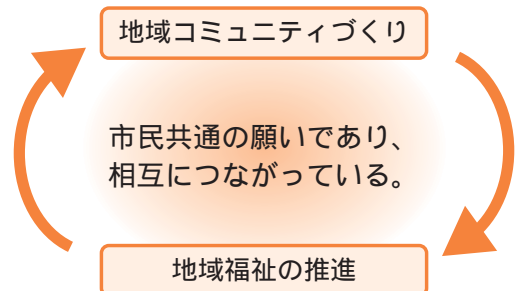 地域コミュニティづくり
市民共通の願いであり、
相互につながっている。
地域福祉の推進